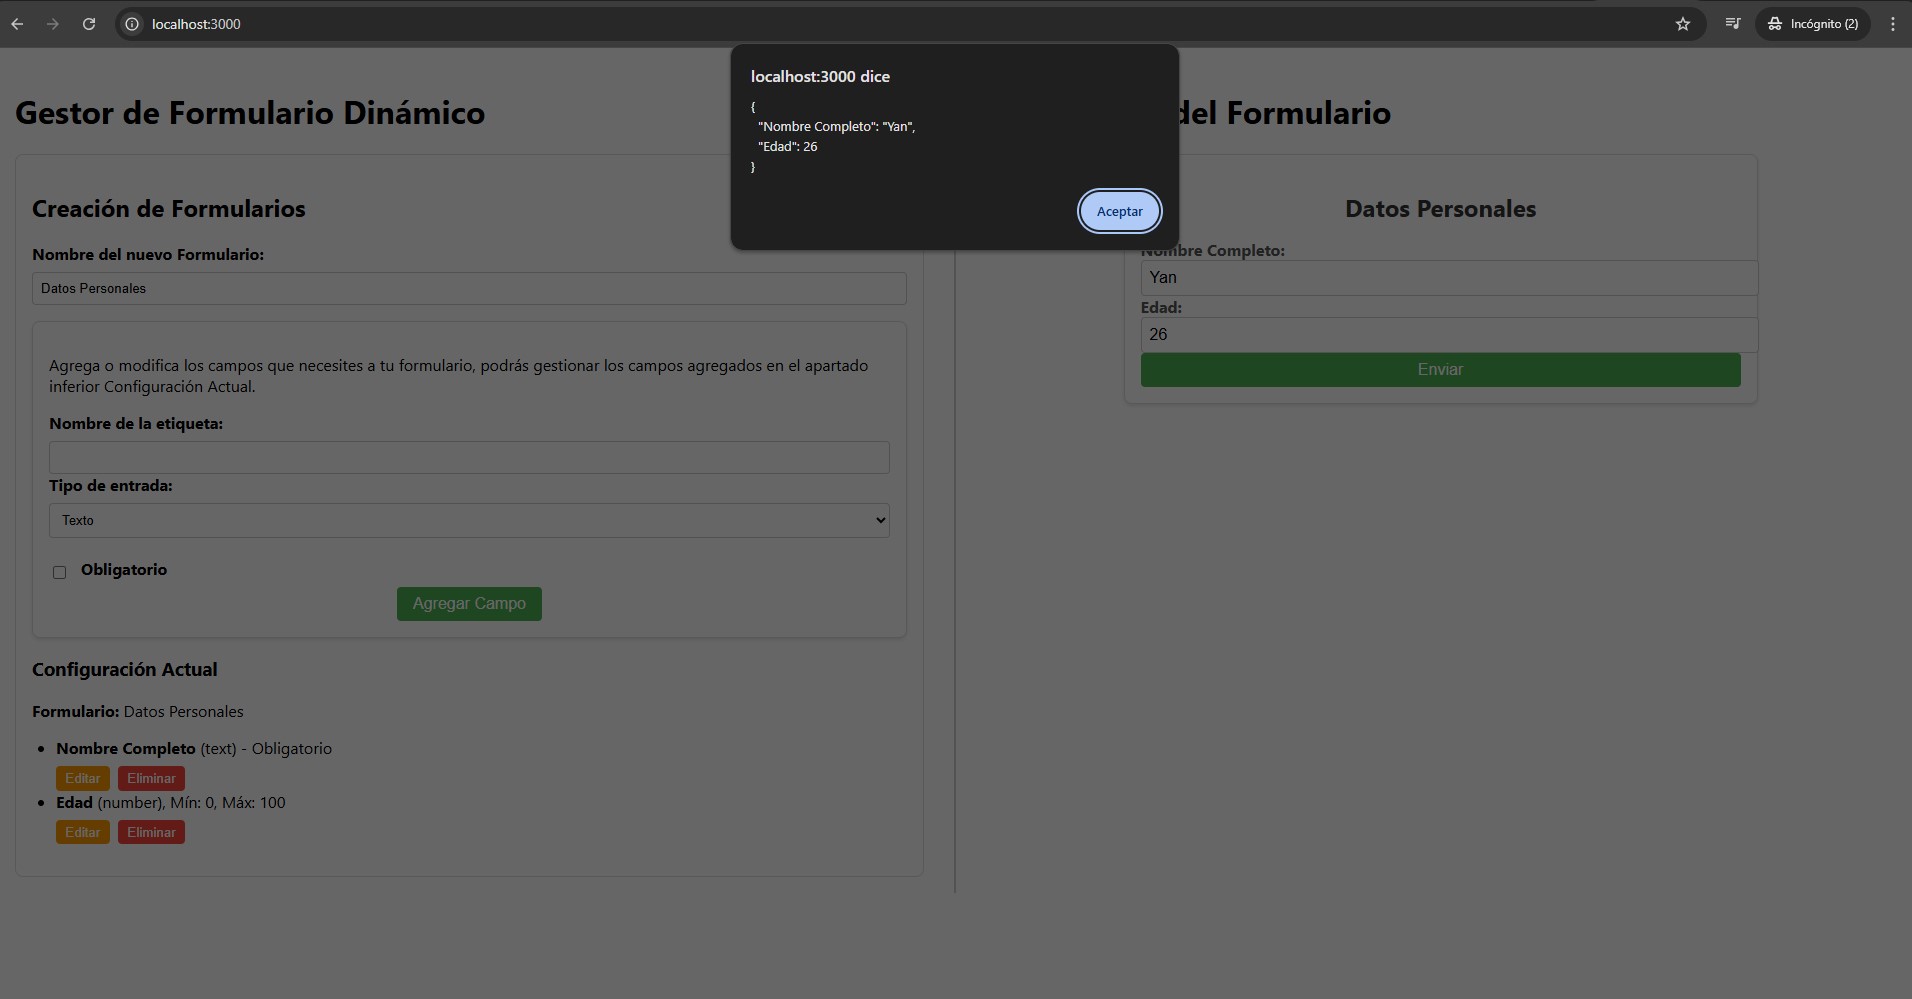 localhost:3000
Incógnito (2)
localhost:3000 dice
{
"Nombre Completo": "Yan",
"Edad": 26
}
Aceptar
Gestor de Formulario Dinámico
Creación de Formularios
Nombre del nuevo Formulario:
Datos Personales
Agrega o modifica los campos que necesites a tu formulario, podrás gestionar los campos agregados en el apartado
inferior Configuración Actual.
Nombre de la etiqueta:
Tipo de entrada:
Texto
Obligatorio
Agregar Campo
Configuración Actual
Formulario: Datos Personales
Nombre Completo (text) - Obligatorio
Editar Eliminar
Edad (number), Mín: 0, Máx: 100
Editar Eliminar
del Formulario
Datos Personales
Nombre Completo:
Yan
Edad:
26
Enviar